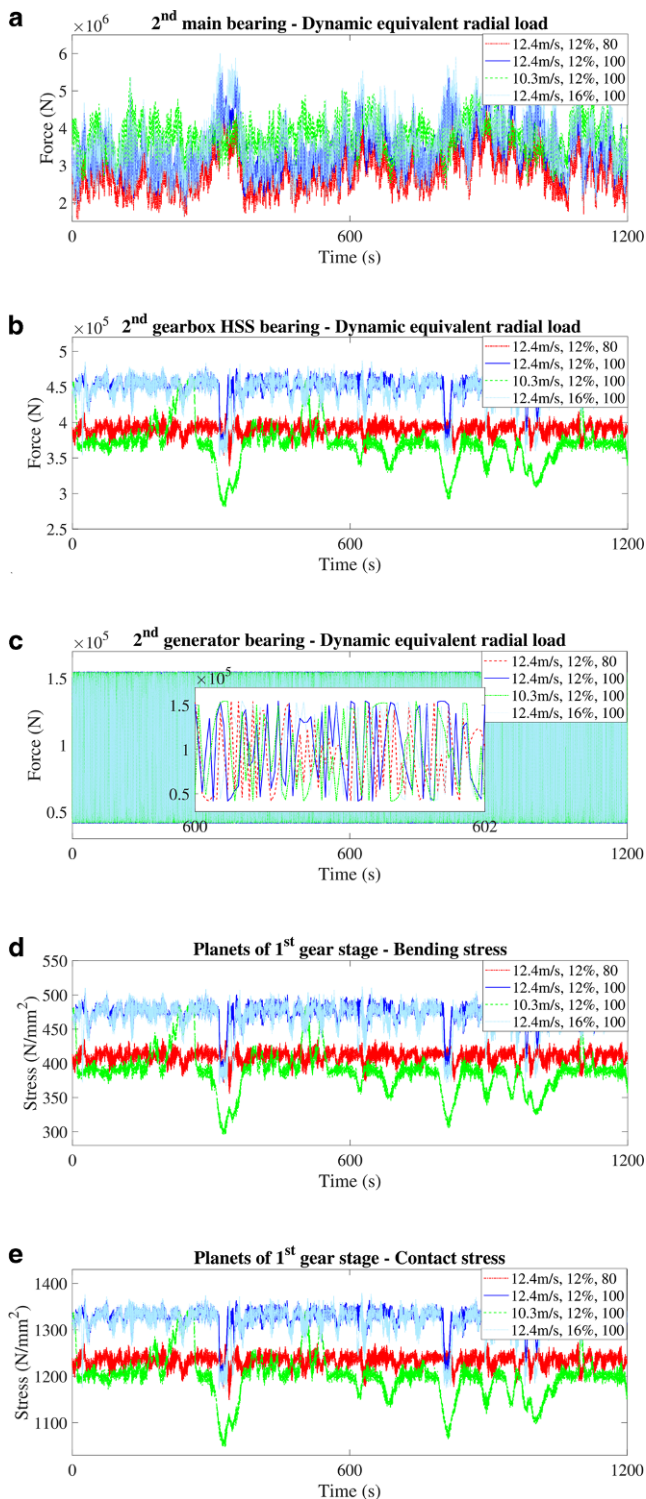 a
2nd main bearing - Dynamic equivalent radial load
×10^6
6
5
4
3
2
Force (N)
0
600
1200
Time (s)
12.4m/s, 12%, 80
12.4m/s, 12%, 100
10.3m/s, 12%, 100
12.4m/s, 16%, 100
b
2nd gearbox HSS bearing - Dynamic equivalent radial load
×10^5
5
4.5
4
3.5
3
2.5
Force (N)
0
600
1200
Time (s)
12.4m/s, 12%, 80
12.4m/s, 12%, 100
10.3m/s, 12%, 100
12.4m/s, 16%, 100
c
2nd generator bearing - Dynamic equivalent radial load
×10^5
1.5
1
0.5
Force (N)
0
600
1200
Time (s)
12.4m/s, 12%, 80
12.4m/s, 12%, 100
10.3m/s, 12%, 100
12.4m/s, 16%, 100
×10^5
1.5
1
0.5
600
602
d
Planets of 1st gear stage - Bending stress
550
500
450
400
350
300
Stress (N/mm^2)
0
600
1200
Time (s)
12.4m/s, 12%, 80
12.4m/s, 12%, 100
10.3m/s, 12%, 100
12.4m/s, 16%, 100
e
Planets of 1st gear stage - Contact stress
1400
1300
1200
1100
Stress (N/mm^2)
0
600
1200
Time (s)
12.4m/s, 12%, 80
12.4m/s, 12%, 100
10.3m/s, 12%, 100
12.4m/s, 16%, 100